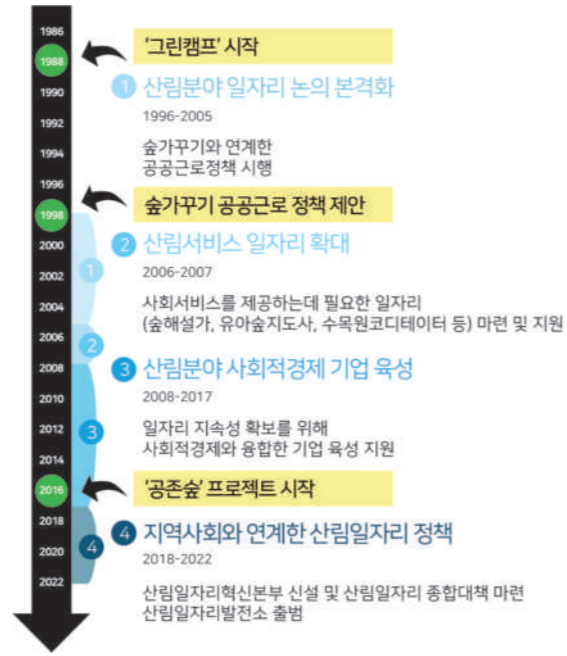 1986
1988
1990
1992
1994
1996
1998
2000
2002
2004
2006
2008
2010
2012
2014
2016
2018
2020
2022
1
2
3
4
'그린캠프' 시작
1 산림분야 일자리 논의 본격화
1996-2005
숲가꾸기와 연계한
공공근로정책 시행
숲가꾸기 공공근로 정책 제안
2 산림서비스 일자리 확대
2006-2007
사회서비스를 제공하는데 필요한 일자리
(숲해설가, 유아숲지도사, 수목원코디테이터 등) 마련 및 지원
3 산림분야 사회적경제 기업 육성
2008-2017
일자리 지속성 확보를 위해
사회적경제와 융합한 기업 육성 지원
'공존숲' 프로젝트 시작
4 지역사회와 연계한 산림일자리 정책
2018-2022
산림일자리혁신본부 신설 및 산림일자리 종합대책 마련
산림일자리발전소 출범